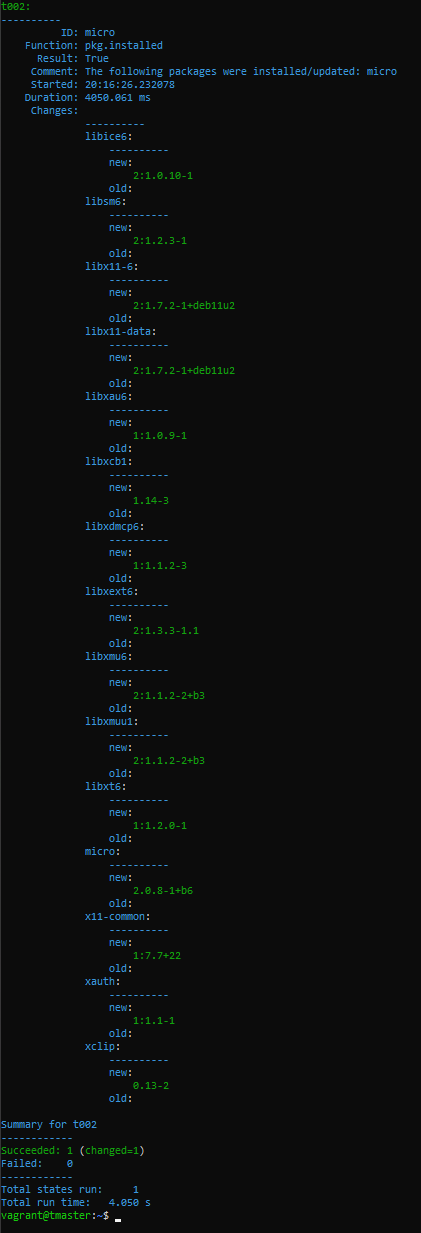 t002:
----------
          ID: micro
    Function: pkg.installed
      Result: True
     Comment: The following packages were installed/updated: micro
     Started: 20:16:26.232078
    Duration: 4050.061 ms
     Changes:
              ----------
              libice6:
                  ----------
                  new:
                      2:1.0.10-1
                  old:
              libsm6:
                  ----------
                  new:
                      2:1.2.3-1
                  old:
              libx11-6:
                  ----------
                  new:
                      2:1.7.2-1+deb11u2
                  old:
              libx11-data:
                  ----------
                  new:
                      2:1.7.2-1+deb11u2
                  old:
              libxau6:
                  ----------
                  new:
                      1:1.0.9-1
                  old:
              libxcb1:
                  ----------
                  new:
                      1.14-3
                  old:
              libxdmcp6:
                  ----------
                  new:
                      1:1.1.2-3
                  old:
              libxext6:
                  ----------
                  new:
                      2:1.3.3-1.1
                  old:
              libxmu6:
                  ----------
                  new:
                      2:1.1.2-2+b3
                  old:
              libxmuu1:
                  ----------
                  new:
                      2:1.1.2-2+b3
                  old:
              libxt6:
                  ----------
                  new:
                      1:1.2.0-1
                  old:
              micro:
                  ----------
                  new:
                      2.0.8-1+b6
                  old:
              x11-common:
                  ----------
                  new:
                      1:7.7+22
                  old:
              xauth:
                  ----------
                  new:
                      1:1.1-1
                  old:
              xclip:
                  ----------
                  new:
                      0.13-2
                  old:

Summary for t002
------------
Succeeded: 1 (changed=1)
Failed:    0
------------
Total states run:     1
Total run time:   4.050 s
vagrant@tmaster:~$